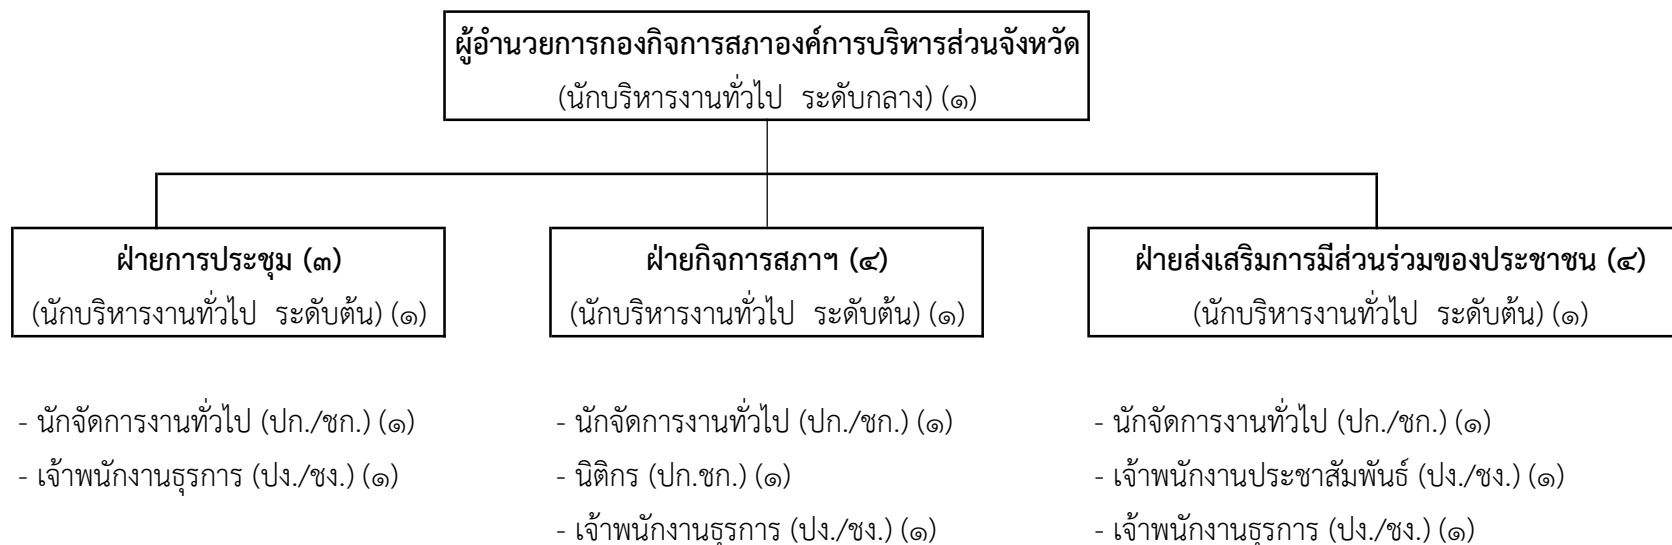 ผู้อำนวยการกองกิจการสภาองค์การบริหารส่วนจังหวัด
(นักบริหารงานทั่วไป ระดับกลาง) (๑)
ฝ่ายการประชุม (๓)
(นักบริหารงานทั่วไป ระดับต้น) (๑)
- นักจัดการงานทั่วไป (ปก./ชก.) (๑)
- เจ้าพนักงานธุรการ (ปง./ชง.) (๑)
ฝ่ายกิจการสภาฯ (๔)
(นักบริหารงานทั่วไป ระดับต้น) (๑)
- นักจัดการงานทั่วไป (ปก./ชก.) (๑)
- นิติกร (ปก.ชก.) (๑)
- เจ้าพนักงานธุรการ (ปง./ชง.) (๑)
ฝ่ายส่งเสริมการมีส่วนร่วมของประชาชน (๔)
(นักบริหารงานทั่วไป ระดับต้น) (๑)
- นักจัดการงานทั่วไป (ปก./ชก.) (๑)
- เจ้าพนักงานประชาสัมพันธ์ (ปง./ชง.) (๑)
- เจ้าพนักงานธุรการ (ปง./ชง.) (๑)